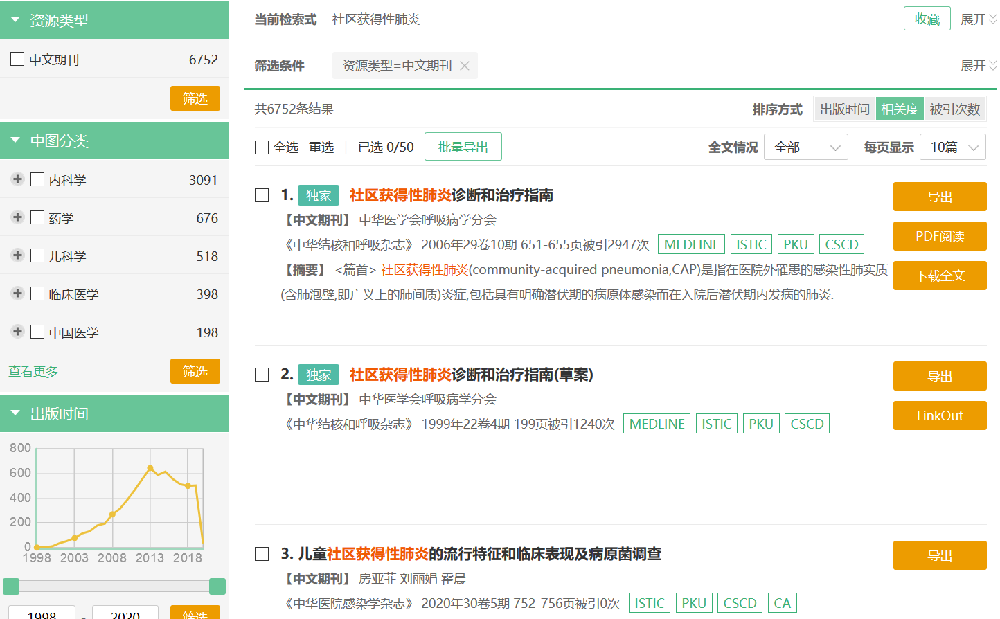 资源类型
中文期刊 6752
筛选
中图分类
内科学 3091
药学 676
儿科学 518
临床医学 398
中国医学 198
查看更多 筛选
出版时间
800
600
400
200
0
1998 2003 2008 2013 2018
1998 - 2020 筛选
当前检索式 社区获得性肺炎 收藏 展开
筛选条件 资源类型=中文期刊 展开
共6752条结果 排序方式 出版时间 相关度 被引次数
全选 重选 已选 0/50 批量导出 全文情况 全部 每页显示 10篇
1. 独家 社区获得性肺炎诊断和治疗指南 导出
【中文期刊】 中华医学会呼吸病学分会
《中华结核和呼吸杂志》 2006年29卷10期 651-655页被引2947次 MEDLINE ISTIC PKU CSCD PDF阅读
【摘要】 <篇首> 社区获得性肺炎(community-acquired pneumonia,CAP)是指在医院外罹患的感染性肺实质 下载全文
(含肺泡壁,即广义上的肺间质)炎症,包括具有明确潜伏期的病原体感染而在入院后潜伏期内发病的肺炎.
2. 独家 社区获得性肺炎诊断和治疗指南(草案) 导出
【中文期刊】 中华医学会呼吸病学分会
《中华结核和呼吸杂志》 1999年22卷4期 199页被引1240次 MEDLINE ISTIC PKU CSCD LinkOut
3. 儿童社区获得性肺炎的流行特征和临床表现及病原菌调查 导出
【中文期刊】 房亚菲 刘丽娟 霍晨
《中华医院感染学杂志》 2020年30卷5期 752-756页被引0次 ISTIC PKU CSCD CA